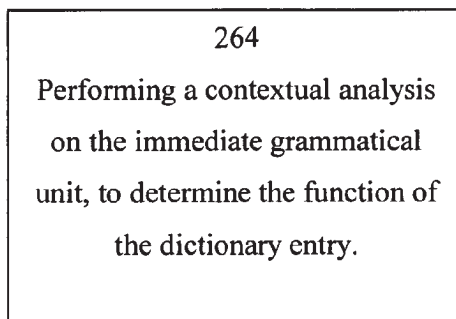 264
Performing a contextual analysis
on the immediate grammatical
unit, to determine the function of
the dictionary entry.